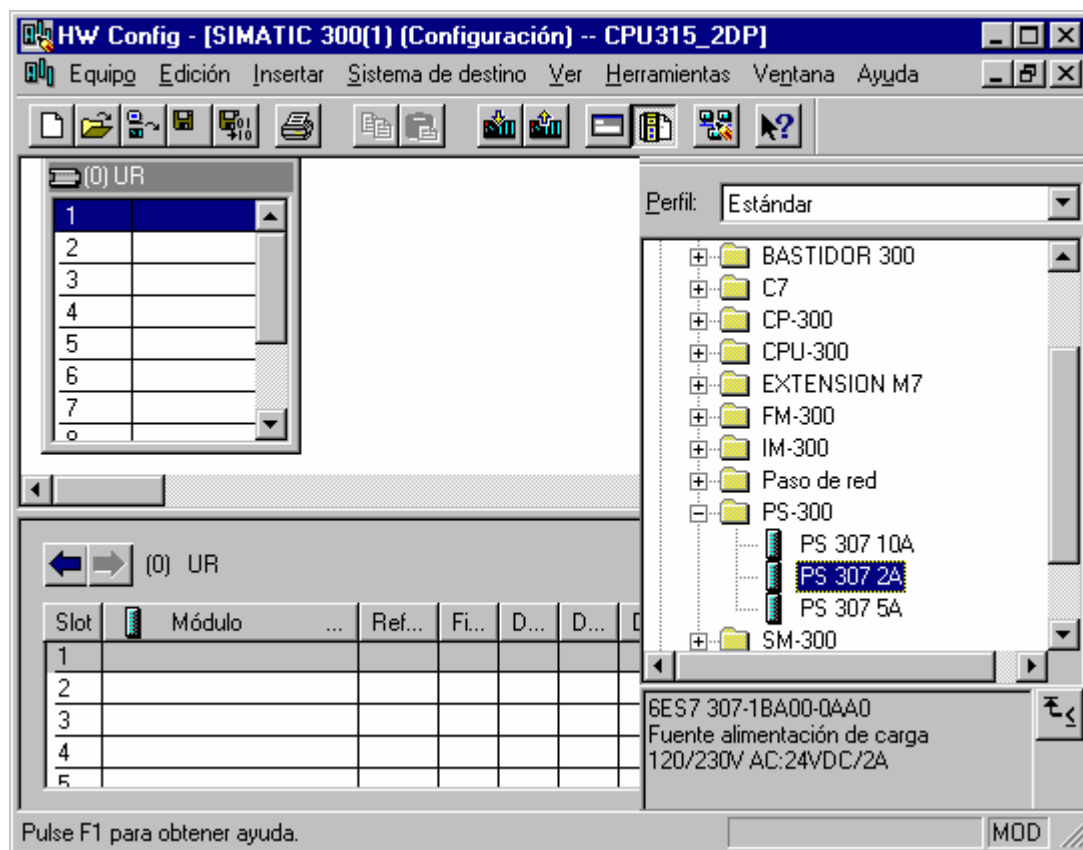 HW Config - [SIMATIC 300(1) (Configuración) -- CPU315_2DP]
Equipo Edición Insertar Sistema de destino Ver Herramientas Ventana Ayuda
(0) UR
1
2
3
4
5
6
7
Perfil: Estándar
BASTIDOR 300
C7
CP-300
CPU-300
EXTENSION M7
FM-300
IM-300
Paso de red
PS-300
PS 307 10A
PS 307 2A
PS 307 5A
SM-300
(0) UR
Slot Módulo ... Ref... Fi... D... D...
1
2
3
4
5
6ES7 307-1BA00-0AA0
Fuente alimentación de carga
120/230V AC:24VDC/2A
Pulse F1 para obtener ayuda.
MOD